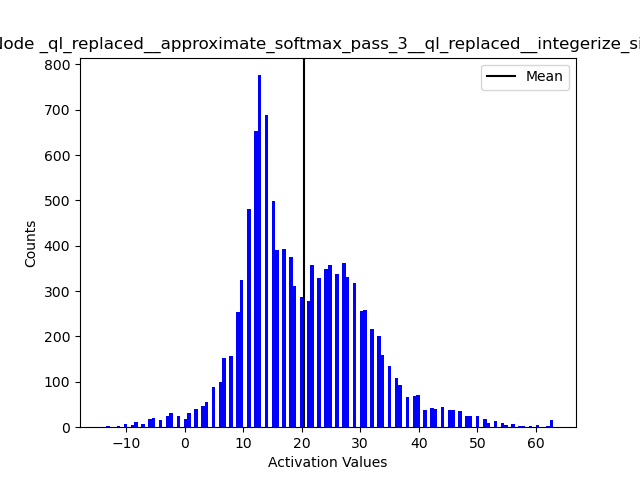 Node _ql_replaced__approximate_softmax_pass_3__ql_replaced__integerize_si
Mean
Counts
800
700
600
500
400
300
200
100
0
−10 0 10 20 30 40 50 60
Activation Values